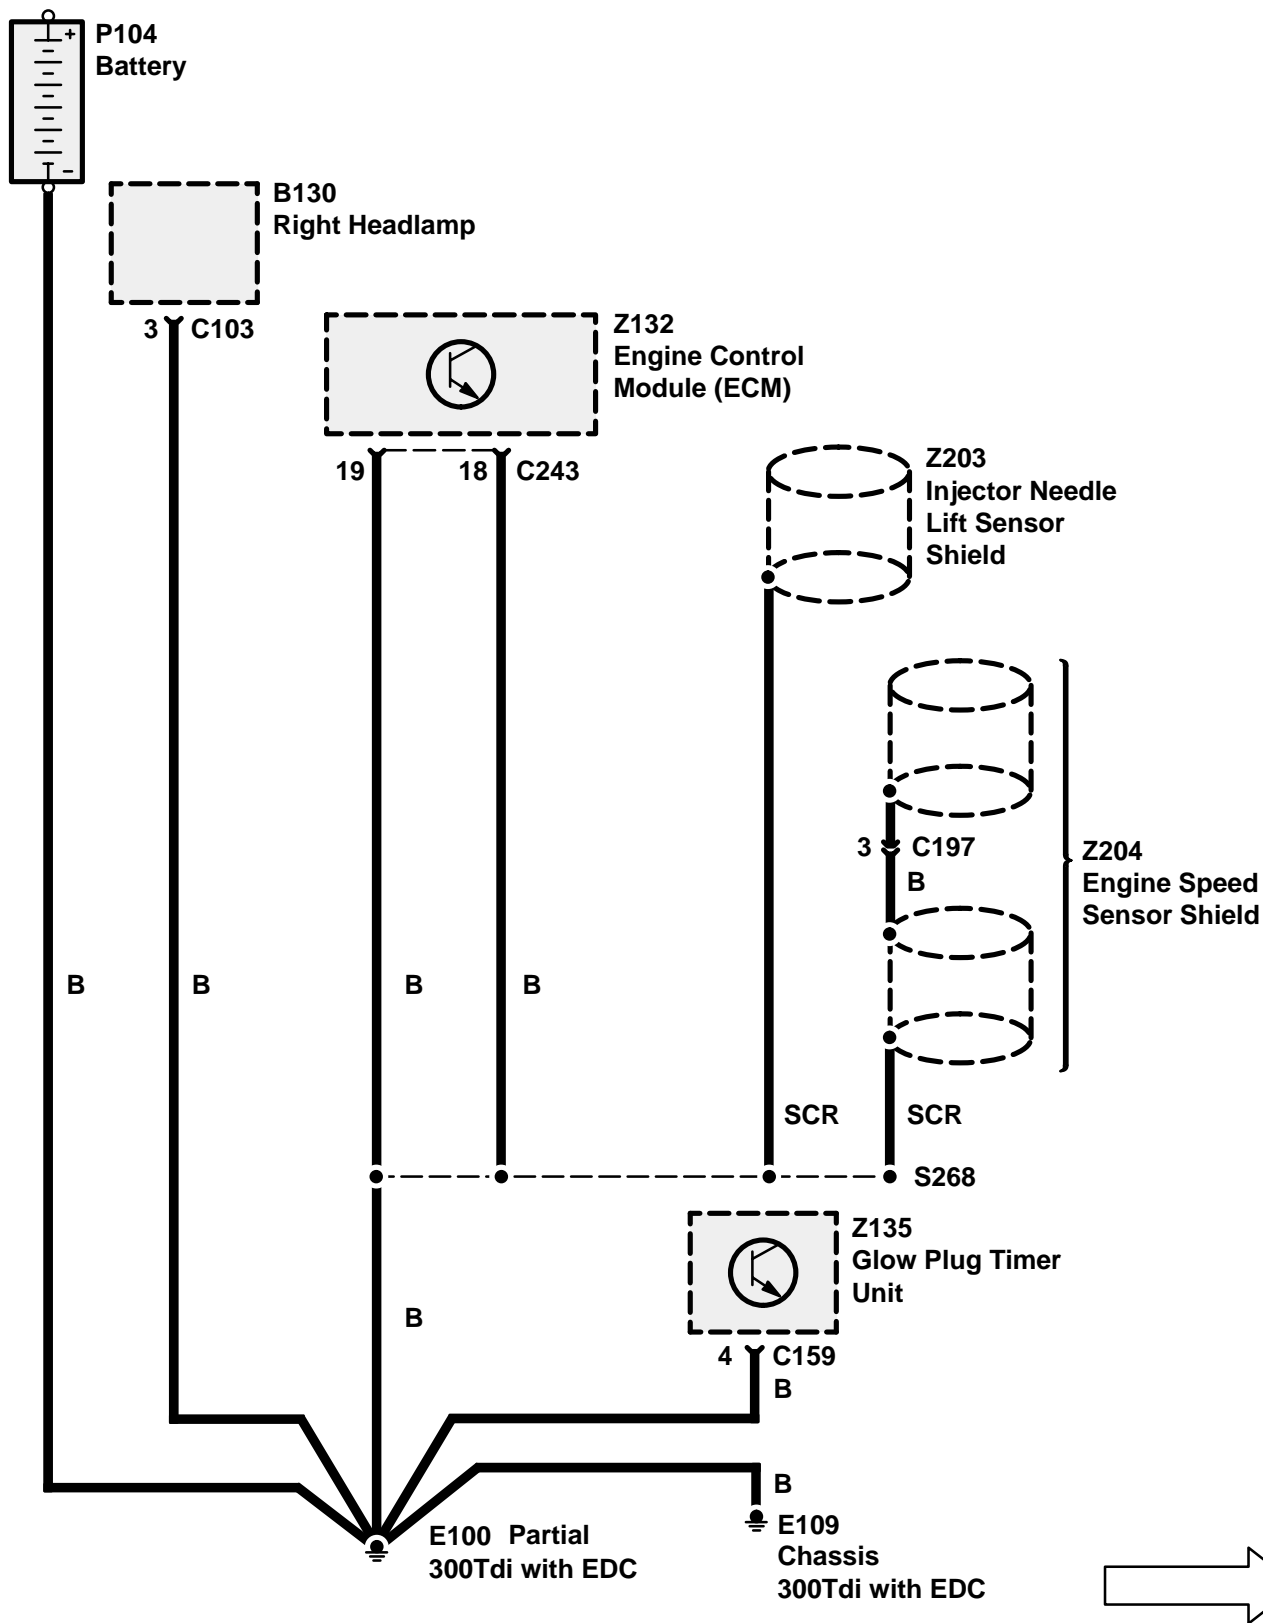 +
P104
Battery
-
B130
Right Headlamp
3 C103
Z132
Engine Control
Module (ECM)
19 18 C243
Z203
Injector Needle
Lift Sensor
Shield
3 C197
B
Z204
Engine Speed
Sensor Shield
B B B B
SCR SCR
S268
Z135
Glow Plug Timer
Unit
B
4 C159
B
B
E100 Partial
300Tdi with EDC
E109
Chassis
300Tdi with EDC